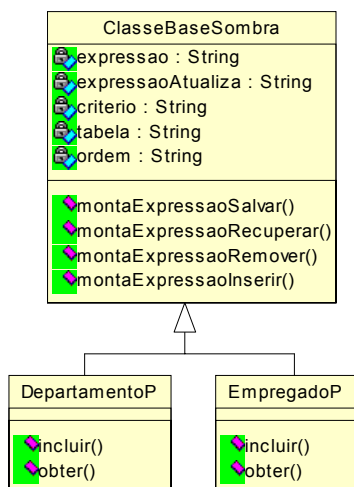 ClasseBaseSombra
expressao : String
expressaoAtualiza : String
criterio : String
tabela : String
ordem : String
montaExpressaoSalvar()
montaExpressaoRecuperar()
montaExpressaoRemover()
montaExpressaoInserir()
DepartamentoP
incluir()
obter()
EmpregadoP
incluir()
obter()